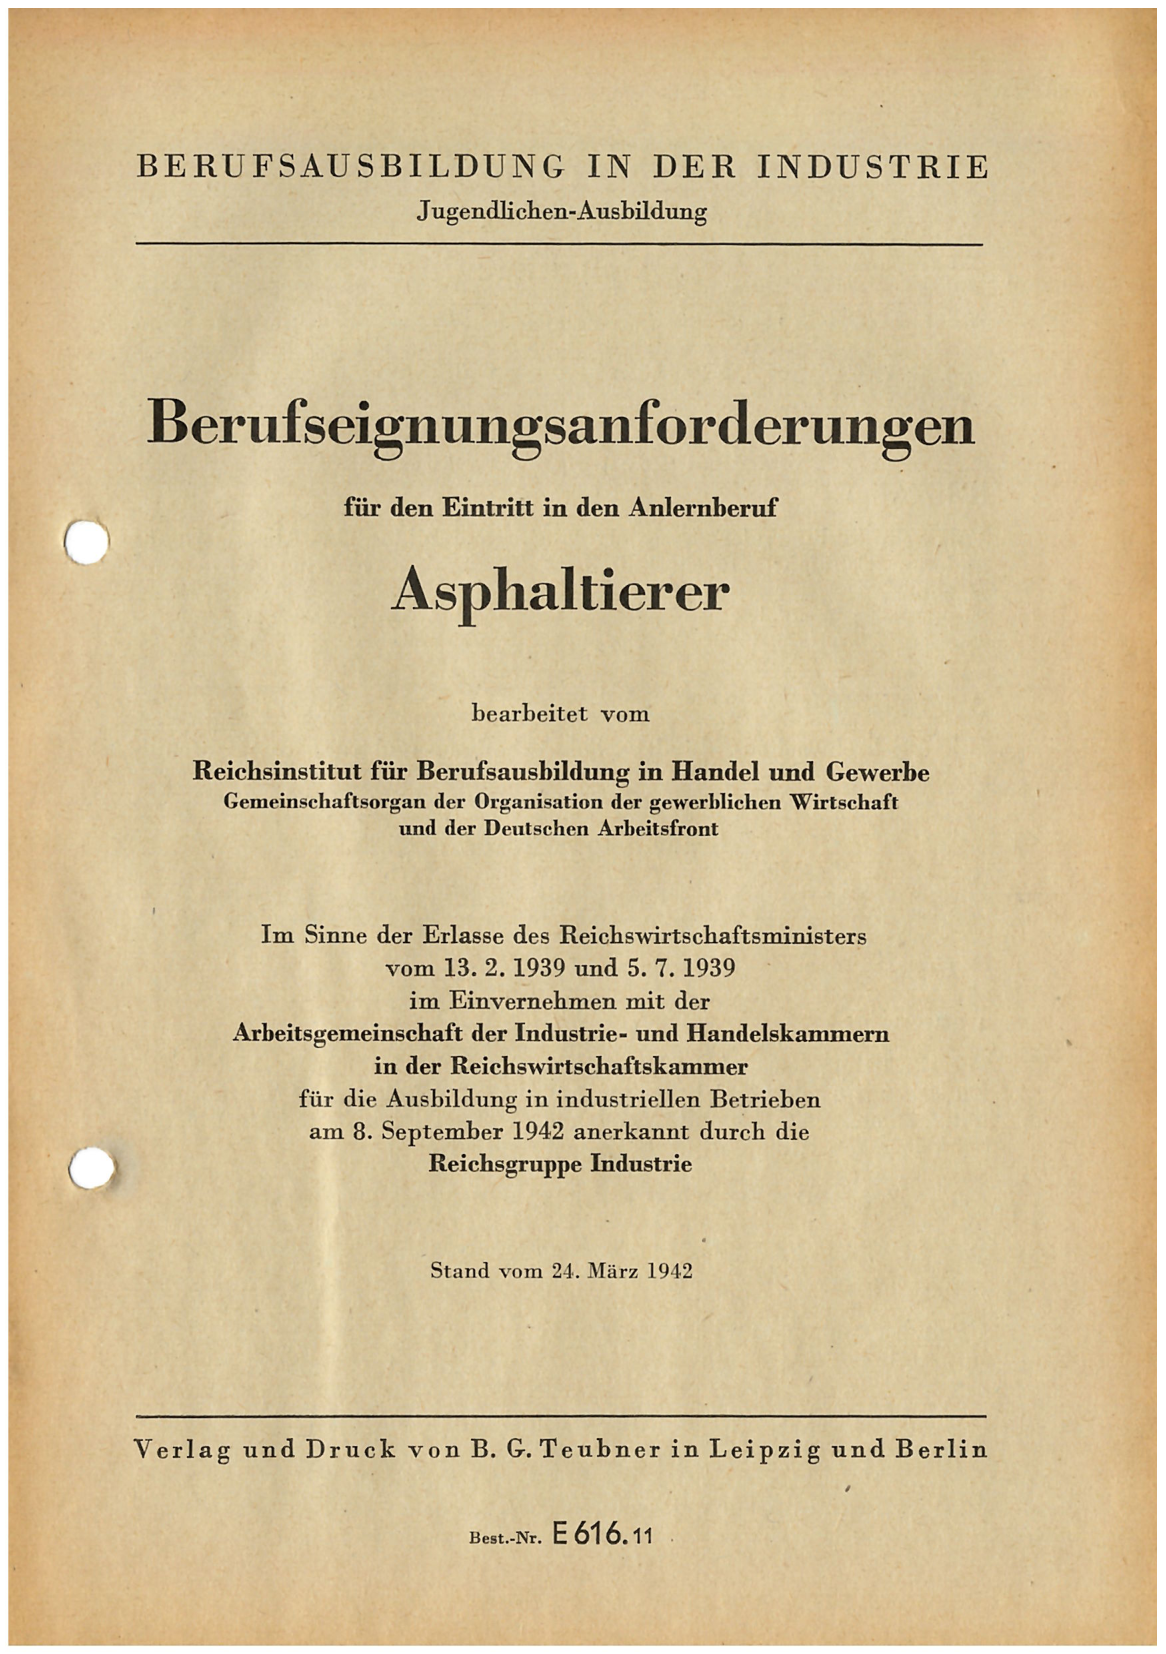 BERUFSAUSBILDUNG IN DER INDUSTRIE
Jugendlichen-Ausbildung
Berufseignungsanforderungen
für den Eintritt in den Anlernberuf
Asphaltierer
bearbeitet vom
Reichsinstitut für Berufsausbildung in Handel und Gewerbe
Gemeinschaftsorgan der Organisation der gewerblichen Wirtschaft
und der Deutschen Arbeitsfront
Im Sinne der Erlasse des Reichswirtschaftsministers
vom 13. 2. 1939 und 5. 7. 1939
im Einvernehmen mit der
Arbeitsgemeinschaft der Industrie- und Handelskammern
in der Reichswirtschaftskammer
für die Ausbildung in industriellen Betrieben
am 8. September 1942 anerkannt durch die
Reichsgruppe Industrie
Stand vom 24. März 1942
Verlag und Druck von B. G. Teubner in Leipzig und Berlin
Best.-Nr. E 616.11